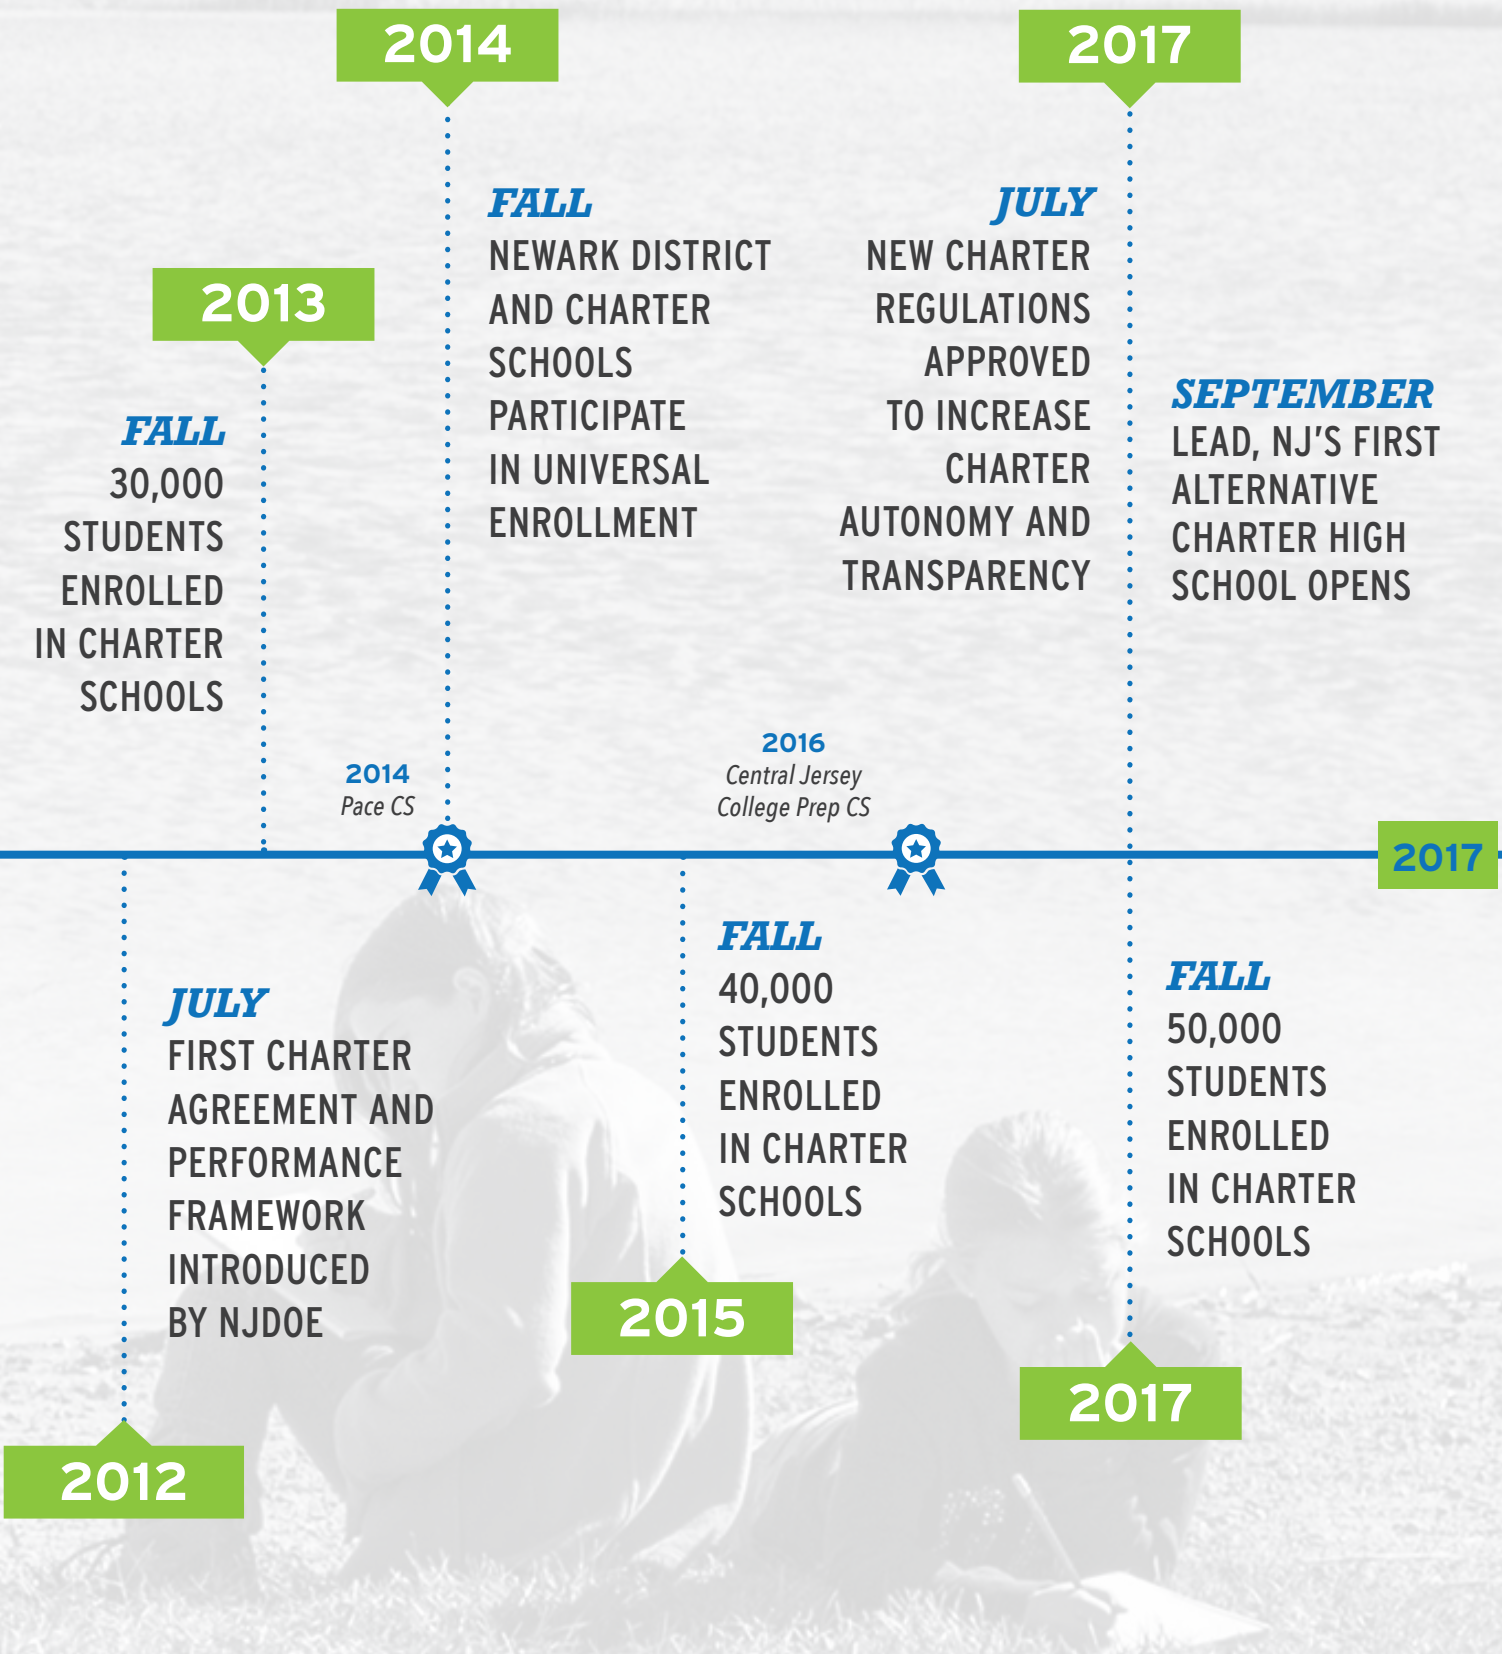 2014
FALL
NEWARK DISTRICT
AND CHARTER
SCHOOLS
PARTICIPATE
IN UNIVERSAL
ENROLLMENT
2017
JULY
NEW CHARTER
REGULATIONS
APPROVED
TO INCREASE
CHARTER
AUTONOMY AND
TRANSPARENCY
SEPTEMBER
LEAD, NJ'S FIRST
ALTERNATIVE
CHARTER HIGH
SCHOOL OPENS
2013
FALL
30,000
STUDENTS
ENROLLED
IN CHARTER
SCHOOLS
2014
Pace CS
2016
Central Jersey
College Prep CS
2017
JULY
FIRST CHARTER
AGREEMENT AND
PERFORMANCE
FRAMEWORK
INTRODUCED
BY NJDOE
2012
FALL
40,000
STUDENTS
ENROLLED
IN CHARTER
SCHOOLS
2015
FALL
50,000
STUDENTS
ENROLLED
IN CHARTER
SCHOOLS
2017